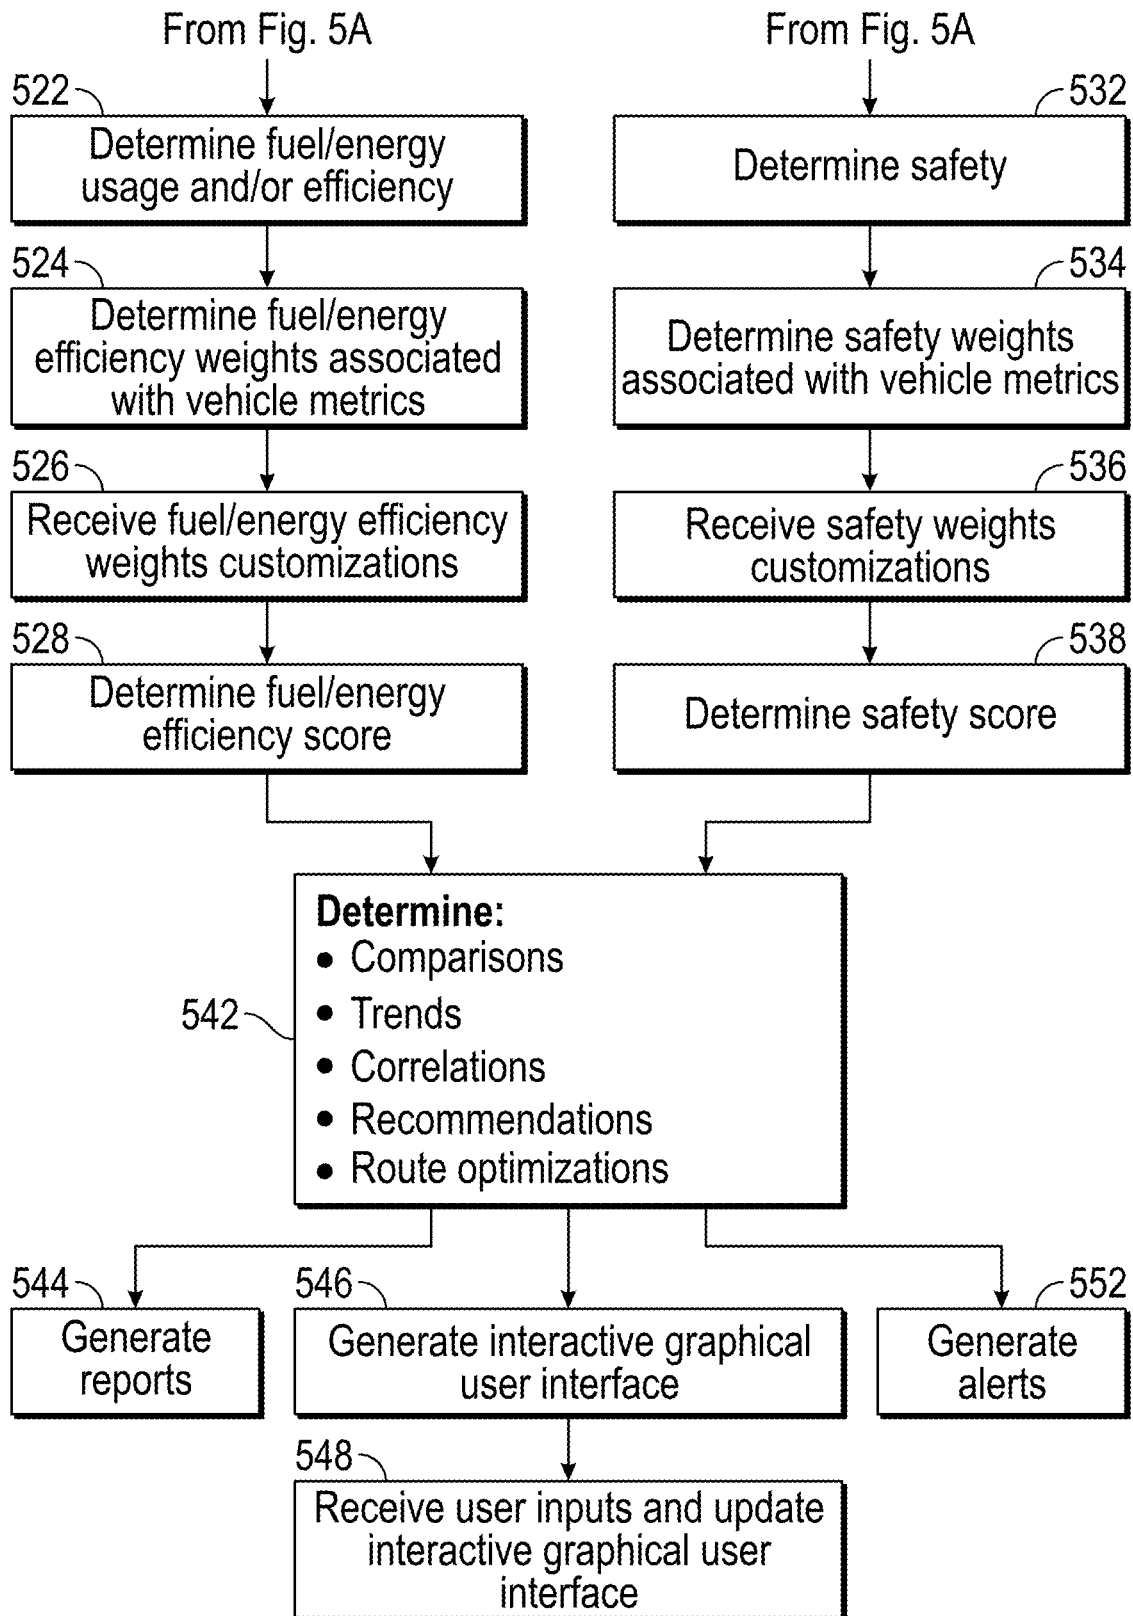 From Fig. 5A
From Fig. 5A
522
Determine fuel/energy
usage and/or efficiency
532
Determine safety
524
Determine fuel/energy
efficiency weights associated
with vehicle metrics
534
Determine safety weights
associated with vehicle metrics
526
Receive fuel/energy efficiency
weights customizations
536
Receive safety weights
customizations
528
Determine fuel/energy
efficiency score
538
Determine safety score
542
Determine:
• Comparisons
• Trends
• Correlations
• Recommendations
• Route optimizations
544
Generate
reports
546
Generate interactive graphical
user interface
552
Generate
alerts
548
Receive user inputs and update
interactive graphical user
interface